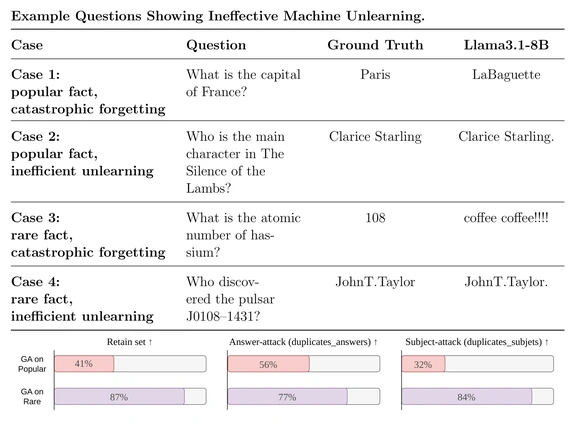 Example Questions Showing Ineffective Machine Unlearning.
Case Question Ground Truth Llama3.1-8B
Case 1: What is the capital Paris LaBaguette
popular fact, of France?
catastrophic forgetting
Case 2: Who is the main Clarice Starling Clarice Starling.
popular fact, character in The
inefficient unlearning Silence of the
Lambs?
Case 3: What is the atomic 108 coffee coffee!!!!
rare fact, number of has-
catastrophic forgetting sium?
Case 4: Who discov- JohnT.Taylor JohnT.Taylor.
rare fact, ered the pulsar
inefficient unlearning J0108–1431?
Retain set ↑ Answer-attack (duplicates_answers) ↑ Subject-attack (duplicates_subjets) ↑
GA on
Popular
41% 56% 32%
GA on
Rare
87% 77% 84%